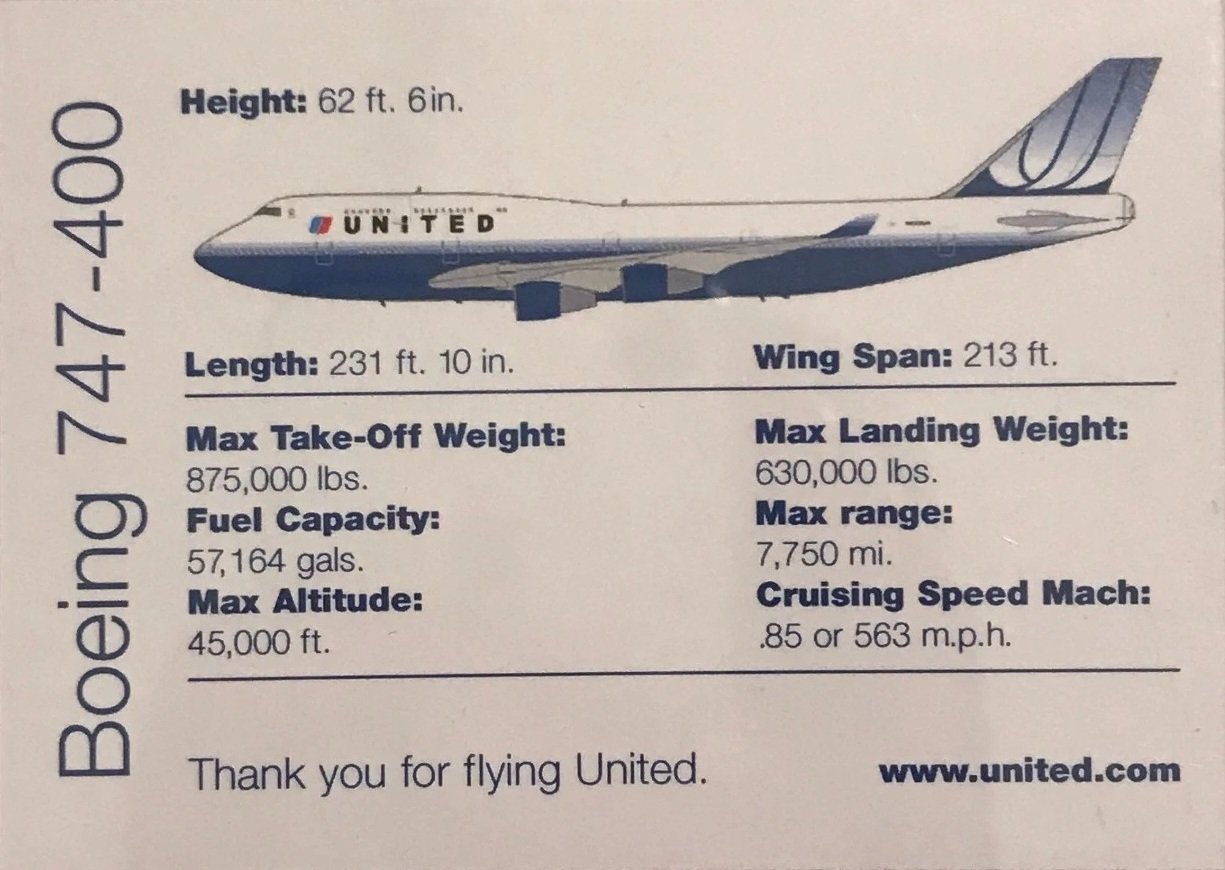 Boeing 747-400
Height: 62 ft. 6in.
UNITED
Length: 231 ft. 10 in.
Wing Span: 213 ft.
Max Take-Off Weight:
875,000 lbs.
Fuel Capacity:
57,164 gals.
Max Altitude:
45,000 ft.
Max Landing Weight:
630,000 lbs.
Max range:
7,750 mi.
Cruising Speed Mach:
.85 or 563 m.p.h.
Thank you for flying United.
www.united.com